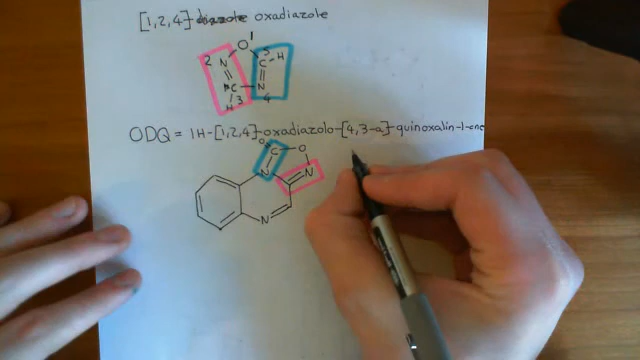 [1,2,4]-diazole oxadiazole
O 1
2 N 5 C H
C N
H 3 4
ODQ = 1H-[1,2,4]-oxadiazolo-[4,3-a]-quinoxalin-1-one
O C O
N N
N